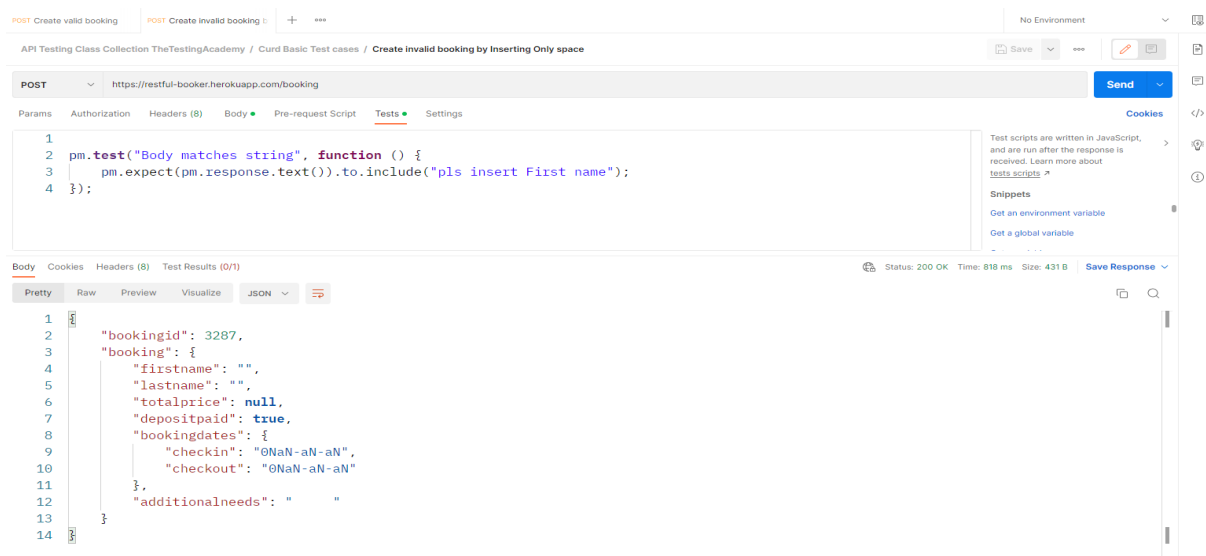 POST Create valid booking POST Create invalid booking b No Environment
API Testing Class Collection TheTestingAcademy / Curd Basic Test cases / Create invalid booking by Inserting Only space Save
POST https://restful-booker.herokuapp.com/booking Send
Params Authorization Headers (8) Body Pre-request Script Tests Settings Cookies
1
2 pm.test("Body matches string", function () {
3 pm.expect(pm.response.text()).to.include("pls insert First name");
4 });
Test scripts are written in JavaScript,
and are run after the response is
received. Learn more about
tests scripts ↗
Snippets
Get an environment variable
Get a global variable
Body Cookies Headers (8) Test Results (0/1) Status: 200 OK Time: 818 ms Size: 431 B Save Response
Pretty Raw Preview Visualize JSON
1 {
2 "bookingid": 3287,
3 "booking": {
4 "firstname": "",
5 "lastname": "",
6 "totalprice": null,
7 "depositpaid": true,
8 "bookingdates": {
9 "checkin": "0NaN-aN-aN",
10 "checkout": "0NaN-aN-aN"
11 },
12 "additionalneeds": "     "
13 }
14 }